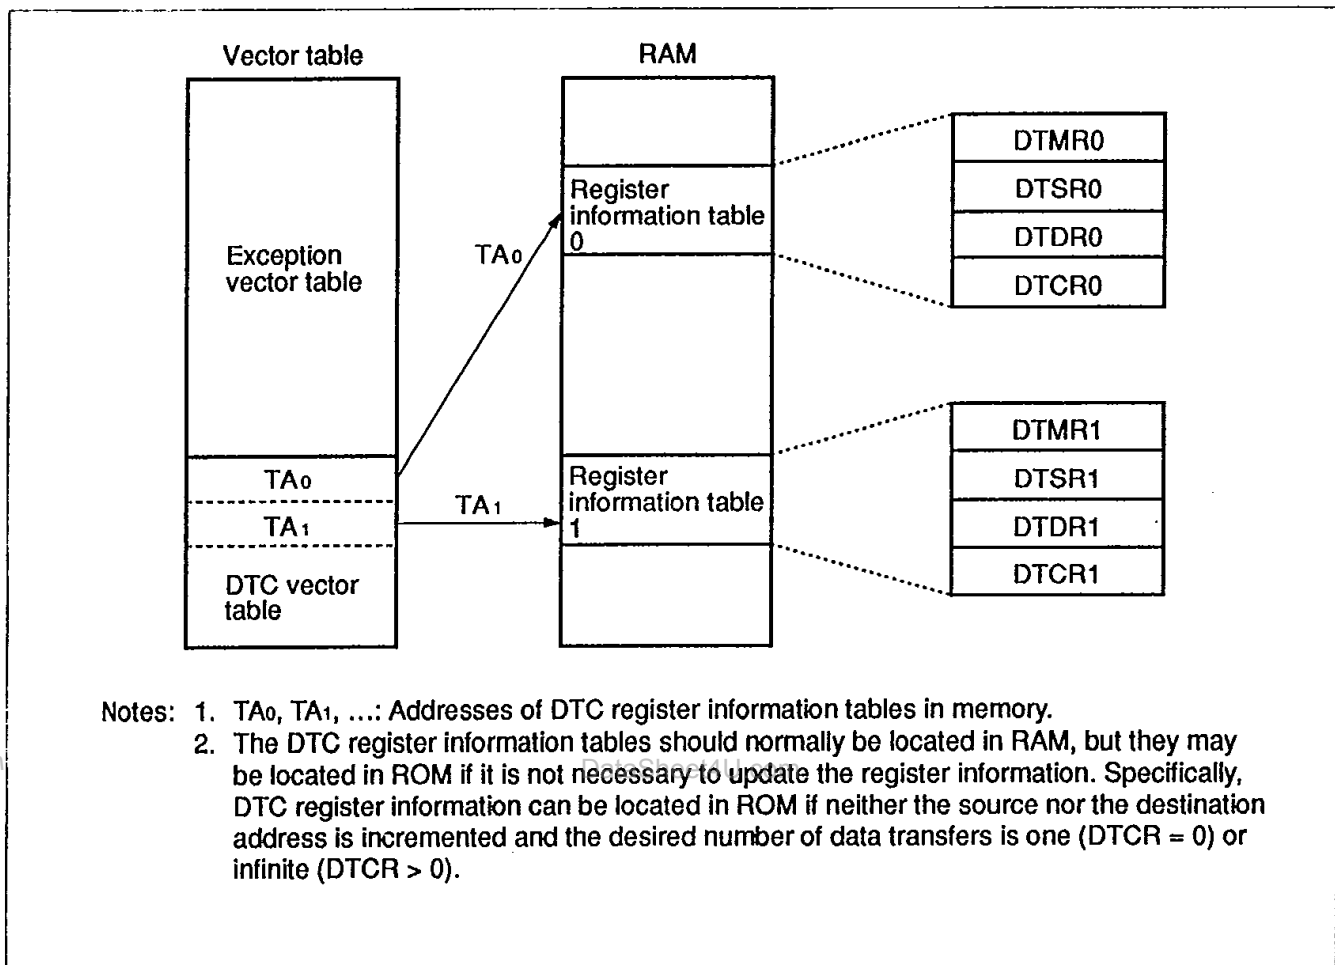 Vector table
RAM
Exception
vector table
TA0
TA1
DTC vector
table
TA0
TA1
Register
information table
0
Register
information table
1
DTMR0
DTSR0
DTDR0
DTCR0
DTMR1
DTSR1
DTDR1
DTCR1
Notes: 1. TA0, TA1, ...: Addresses of DTC register information tables in memory.
2. The DTC register information tables should normally be located in RAM, but they may
be located in ROM if it is not necessary to update the register information. Specifically,
DTC register information can be located in ROM if neither the source nor the destination
address is incremented and the desired number of data transfers is one (DTCR = 0) or
infinite (DTCR > 0).
DataSheet4U.com